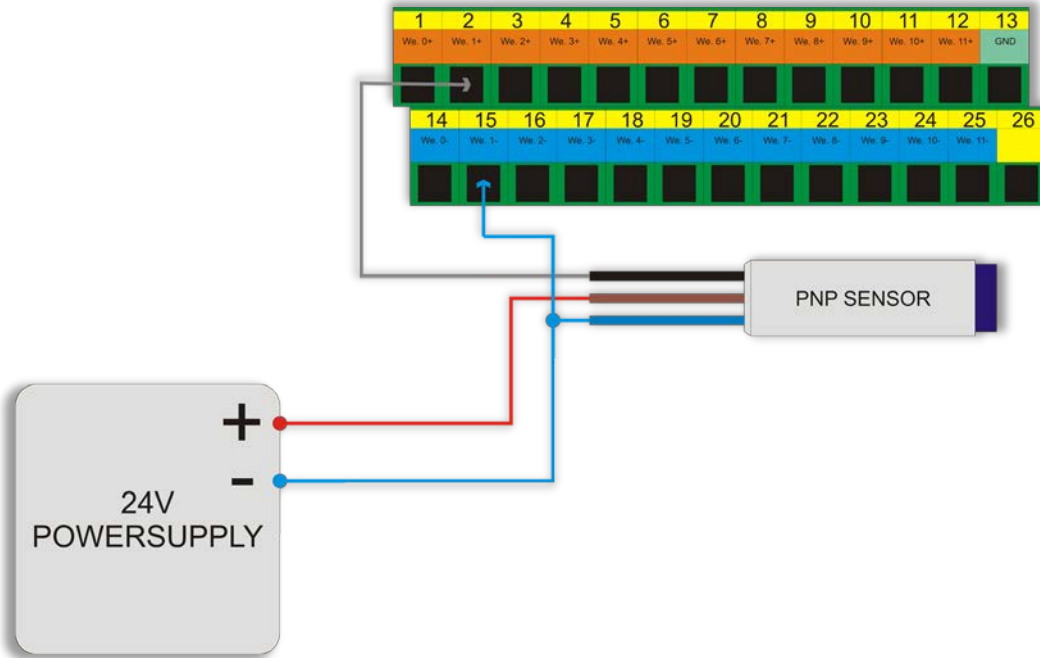 1 2 3 4 5 6 7 8 9 10 11 12 13
We. 0+ We. 1+ We. 2+ We. 3+ We. 4+ We. 5+ We. 6+ We. 7+ We. 8+ We. 9+ We. 10+ We. 11+ GND
14 15 16 17 18 19 20 21 22 23 24 25 26
We. 0- We. 1- We. 2- We. 3- We. 4- We. 5- We. 6- We. 7- We. 8- We. 9- We. 10- We. 11-
PNP SENSOR
+
-
24V
POWERSUPPLY